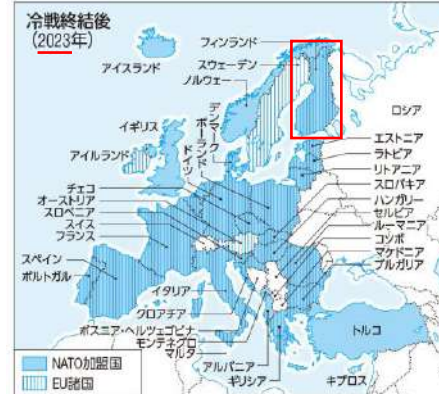 冷戦終結後
(2023年)
フィンランド
スウェーデン
ノルウェー
アイスランド
デンマーク
ポーランド
ドイツ
イギリス
アイルランド
ロシア
エストニア
ラトビア
リトアニア
スロバキア
ハンガリー
セルビア
ルーマニア
コソボ
マケドニア
ブルガリア
チェコ
オーストリア
スロベニア
スイス
フランス
スペイン
ポルトガル
イタリア
クロアチア
ボスニア・ヘルツェゴビナ
モンテネグロ
マルタ
アルバニア
ギリシア
トルコ
キプロス
NATO加盟国
EU諸国